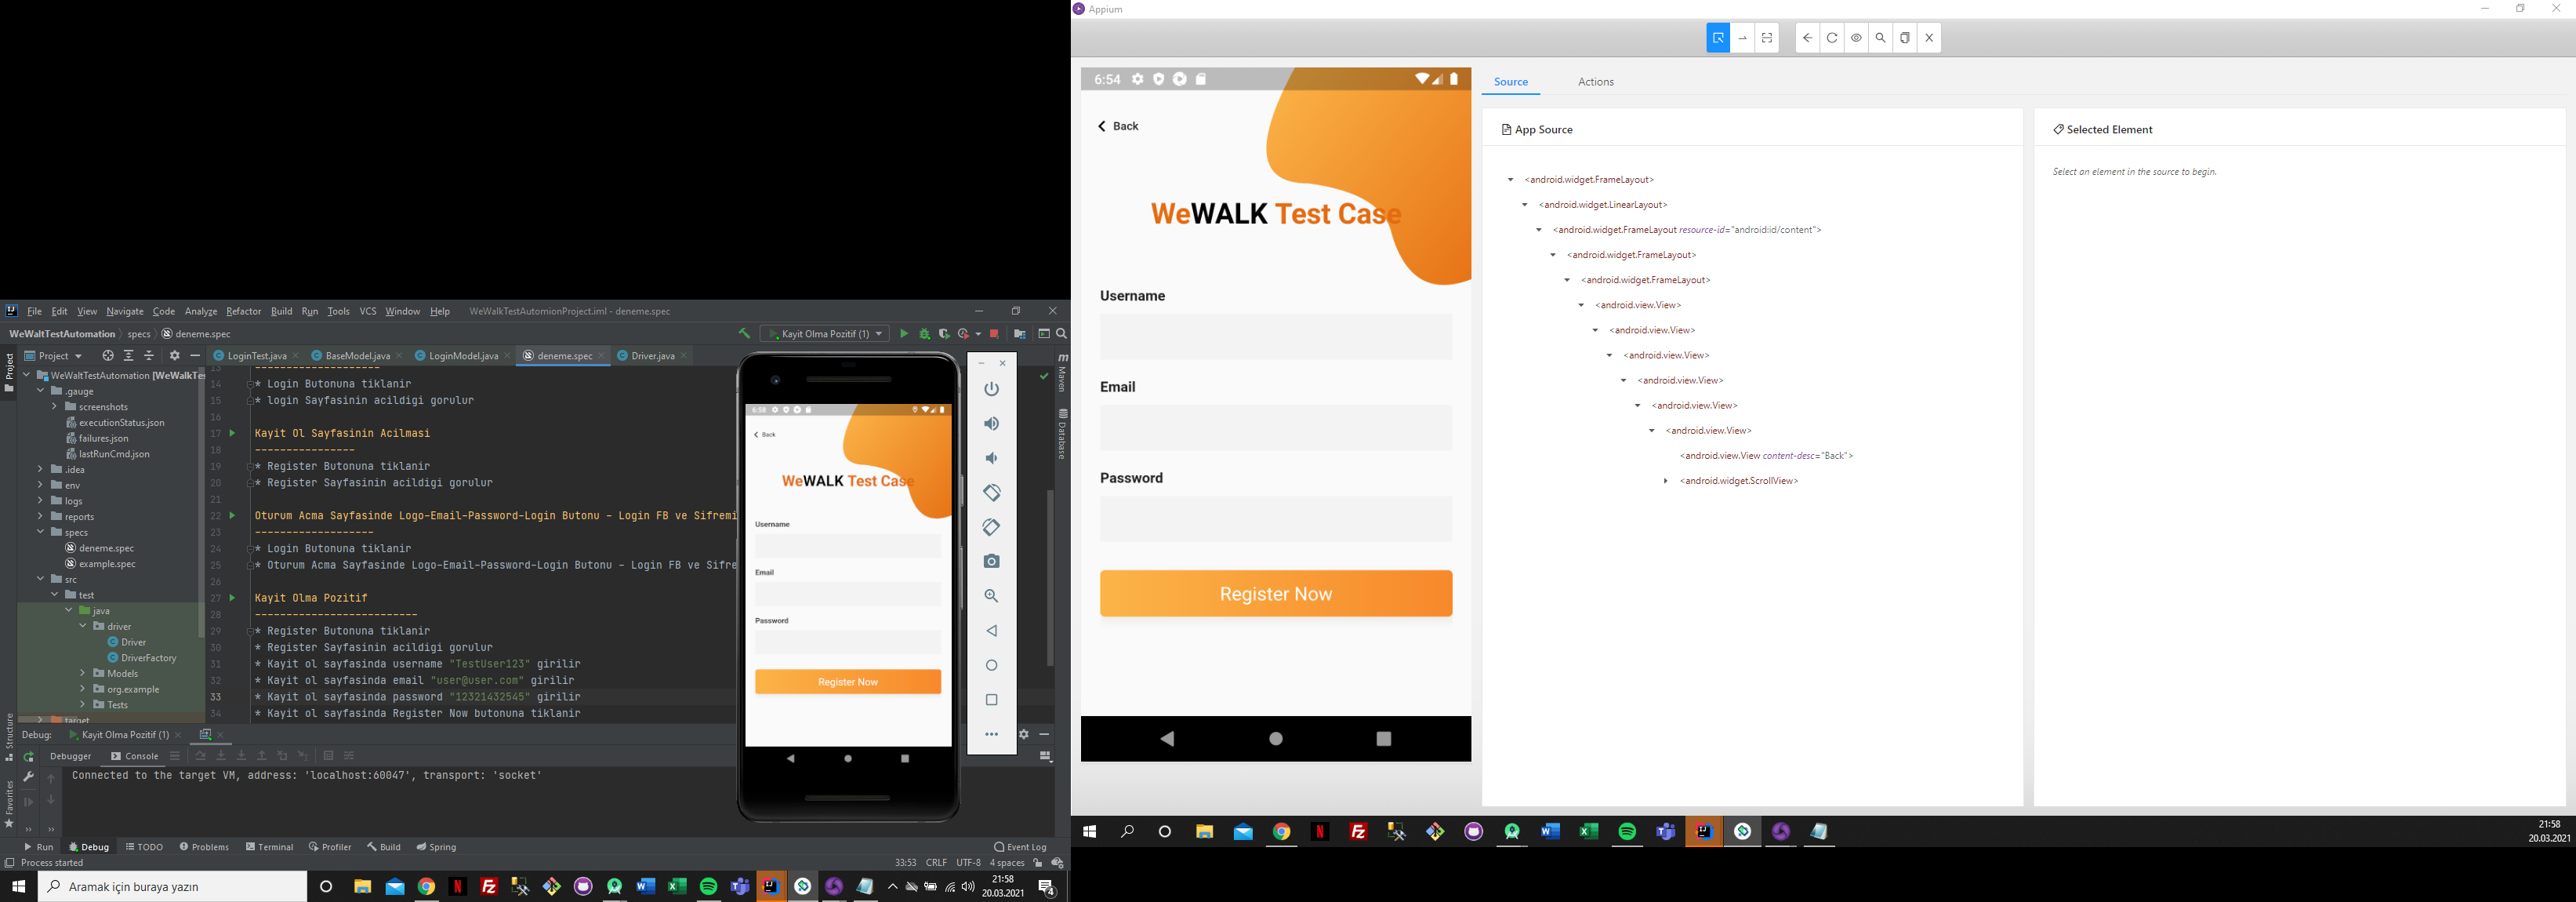 File Edit View Navigate Code Analyze Refactor Build Run Tools VCS Window Help WeWalkTestAutomionProject.iml - deneme.spec
WeWaltTestAutomation specs deneme.spec
Kayit Olma Pozitif (1)
Project
LoginTest.java BaseModel.java LoginModel.java deneme.spec Driver.java
WeWaltTestAutomation [WeWalkTes
.gauge
screenshots
executionStatus.json
failures.json
lastRunCmd.json
.idea
env
logs
reports
specs
deneme.spec
example.spec
src
test
java
driver
Driver
DriverFactory
Models
org.example
Tests
target
13 --------------------
14 * Login Butonuna tiklanir
15 * login Sayfasinin acildigi gorulur
16
17 Kayit Ol Sayfasinin Acilmasi
18 ----------------
19 * Register Butonuna tiklanir
20 * Register Sayfasinin acildigi gorulur
21
22 Oturum Acma Sayfasinde Logo-Email-Password-Login Butonu - Login FB ve Sifremi
23 -------------------
24 * Login Butonuna tiklanir
25 * Oturum Acma Sayfasinde Logo-Email-Password-Login Butonu - Login FB ve Sifre
26
27 Kayit Olma Pozitif
28 --------------------------
29 * Register Butonuna tiklanir
30 * Register Sayfasinin acildigi gorulur
31 * Kayit ol sayfasinda username "TestUser123" girilir
32 * Kayit ol sayfasinda email "user@user.com" girilir
33 * Kayit ol sayfasinda password "12321432545" girilir
34 * Kayit ol sayfasinda Register Now butonuna tiklanir
Project
Structure
Favorites
Maven
Database
6:58
Back
WeWALK Test Case
Username
Email
Password
Register Now
Debug: Kayit Olma Pozitif (1)
Debugger Console
Connected to the target VM, address: 'localhost:60047', transport: 'socket'
Run Debug TODO Problems Terminal Profiler Build Spring Event Log
Process started 33:53 CRLF UTF-8 4 spaces
Aramak için buraya yazın
21:58
20.03.2021
4
Appium
6:54
Back
WeWALK Test Case
Username
Email
Password
Register Now
Source Actions
App Source
<android.widget.FrameLayout>
<android.widget.LinearLayout>
<android.widget.FrameLayout resource-id="android:id/content">
<android.widget.FrameLayout>
<android.widget.FrameLayout>
<android.view.View>
<android.view.View>
<android.view.View>
<android.view.View>
<android.view.View>
<android.view.View>
<android.view.View content-desc="Back">
<android.widget.ScrollView>
Selected Element
Select an element in the source to begin.
21:58
20.03.2021